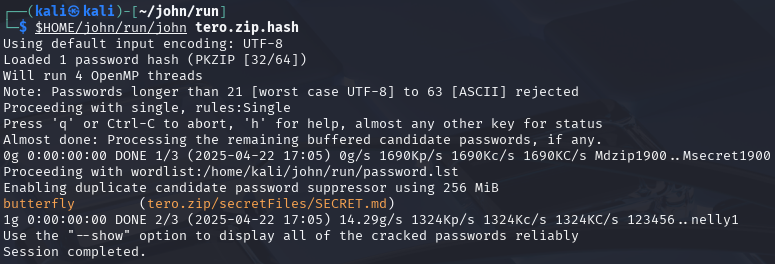 ┌──(kali㉿kali)-[~/john/run]
└─$ $HOME/john/run/john tero.zip.hash
Using default input encoding: UTF-8
Loaded 1 password hash (PKZIP [32/64])
Will run 4 OpenMP threads
Note: Passwords longer than 21 [worst case UTF-8] to 63 [ASCII] rejected
Proceeding with single, rules:Single
Press 'q' or Ctrl-C to abort, 'h' for help, almost any other key for status
Almost done: Processing the remaining buffered candidate passwords, if any.
0g 0:00:00:00 DONE 1/3 (2025-04-22 17:05) 0g/s 1690Kp/s 1690Kc/s 1690KC/s Mdzip1900..Msecret1900
Proceeding with wordlist:/home/kali/john/run/password.lst
Enabling duplicate candidate password suppressor using 256 MiB
butterfly        (tero.zip/secretFiles/SECRET.md)
1g 0:00:00:00 DONE 2/3 (2025-04-22 17:05) 14.29g/s 1324Kp/s 1324Kc/s 1324KC/s 123456..nelly1
Use the "--show" option to display all of the cracked passwords reliably
Session completed.